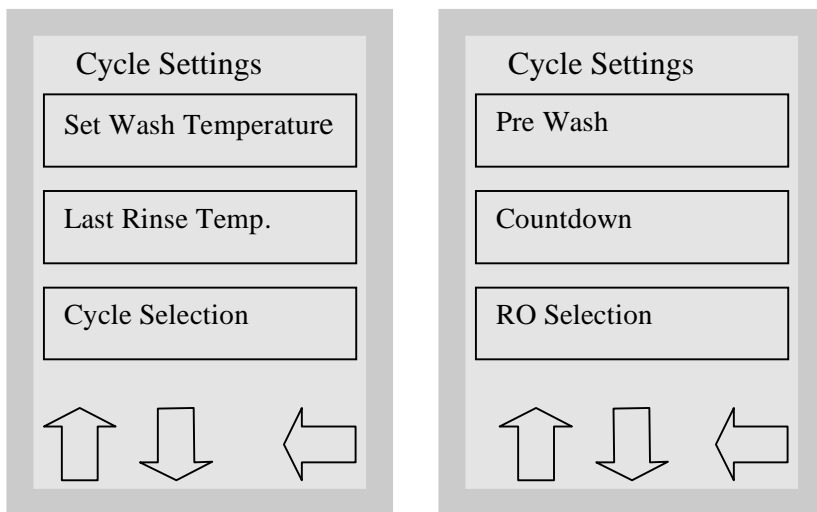 Cycle Settings
Set Wash Temperature
Last Rinse Temp.
Cycle Selection
Cycle Settings
Pre Wash
Countdown
RO Selection